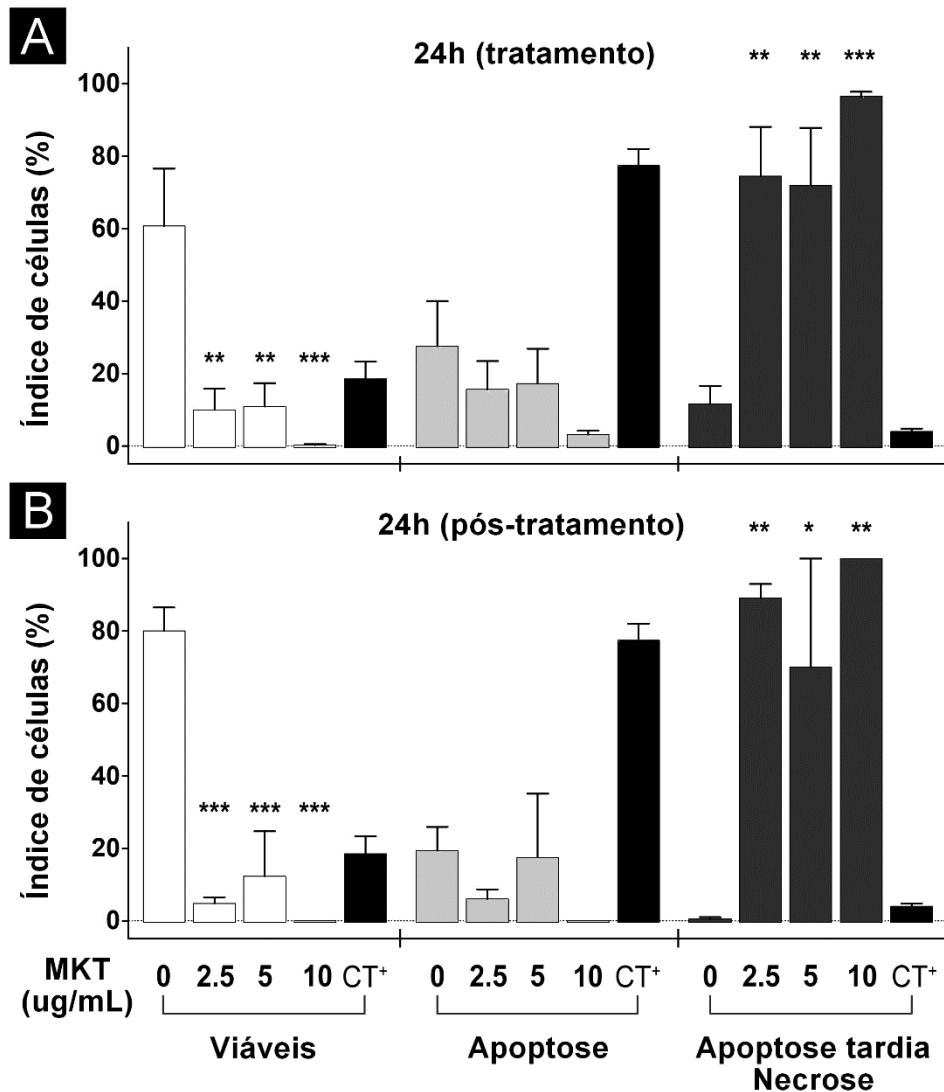 A
24h (tratamento)
** ** ***
100
80
60
40
20
0
Índice de células (%)
** ** ***
B
24h (pós-tratamento)
** * **
100
80
60
40
20
0
Índice de células (%)
*** *** ***
MKT
(ug/mL)
0 2.5 5 10 CT+ 0 2.5 5 10 CT+ 0 2.5 5 10 CT+
Viáveis Apoptose Apoptose tardia
Necrose